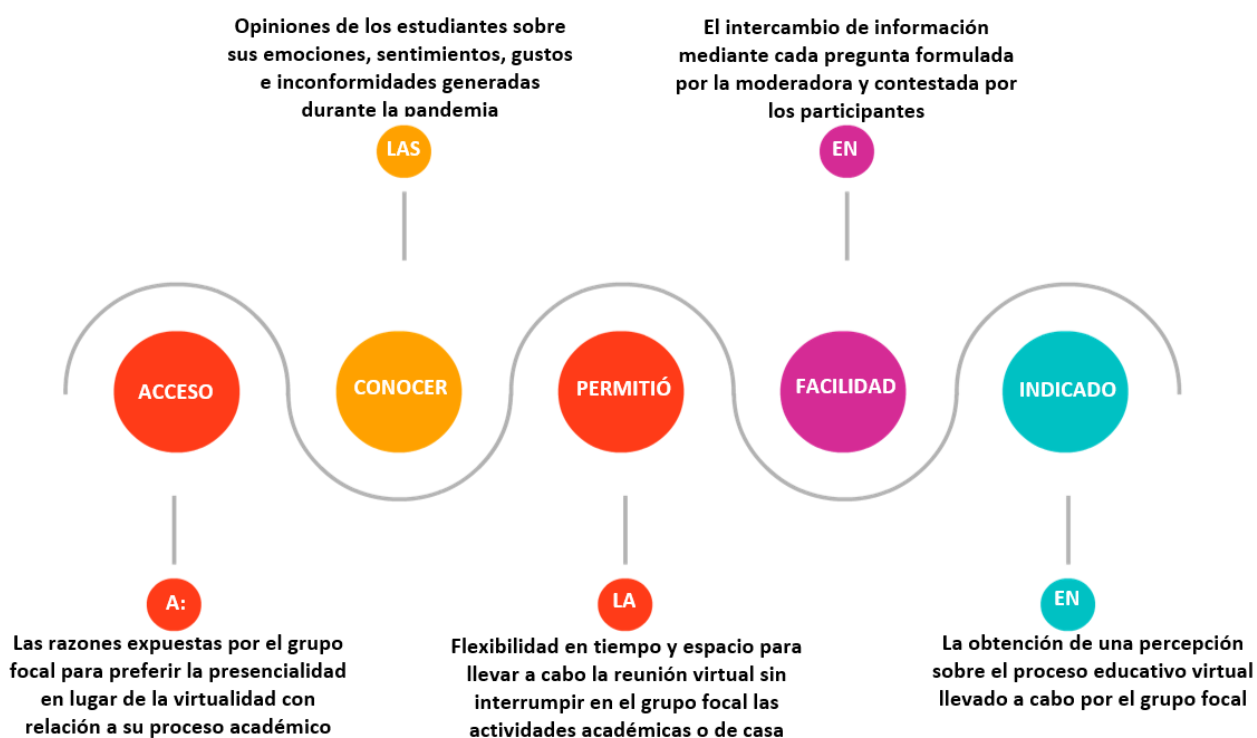 Opiniones de los estudiantes sobre
sus emociones, sentimientos, gustos
e inconformidades generadas
durante la pandemia
El intercambio de información
mediante cada pregunta formulada
por la moderadora y contestada por
los participantes
LAS
EN
ACCESO
CONOCER
PERMITIÓ
FACILIDAD
INDICADO
A:
LA
EN
Las razones expuestas por el grupo
focal para preferir la presencialidad
en lugar de la virtualidad con
relación a su proceso académico
Flexibilidad en tiempo y espacio para
llevar a cabo la reunión virtual sin
interrumpir en el grupo focal las
actividades académicas o de casa
La obtención de una percepción
sobre el proceso educativo virtual
llevado a cabo por el grupo focal